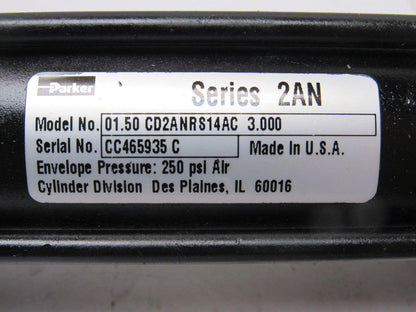 Parker
Series 2AN
Model No. 01.50 CD2ANRS14AC 3.000
Serial No. CC465935 C Made In U.S.A.
Envelope Pressure: 250 psi Air
Cylinder Division Des Plaines, IL 60016